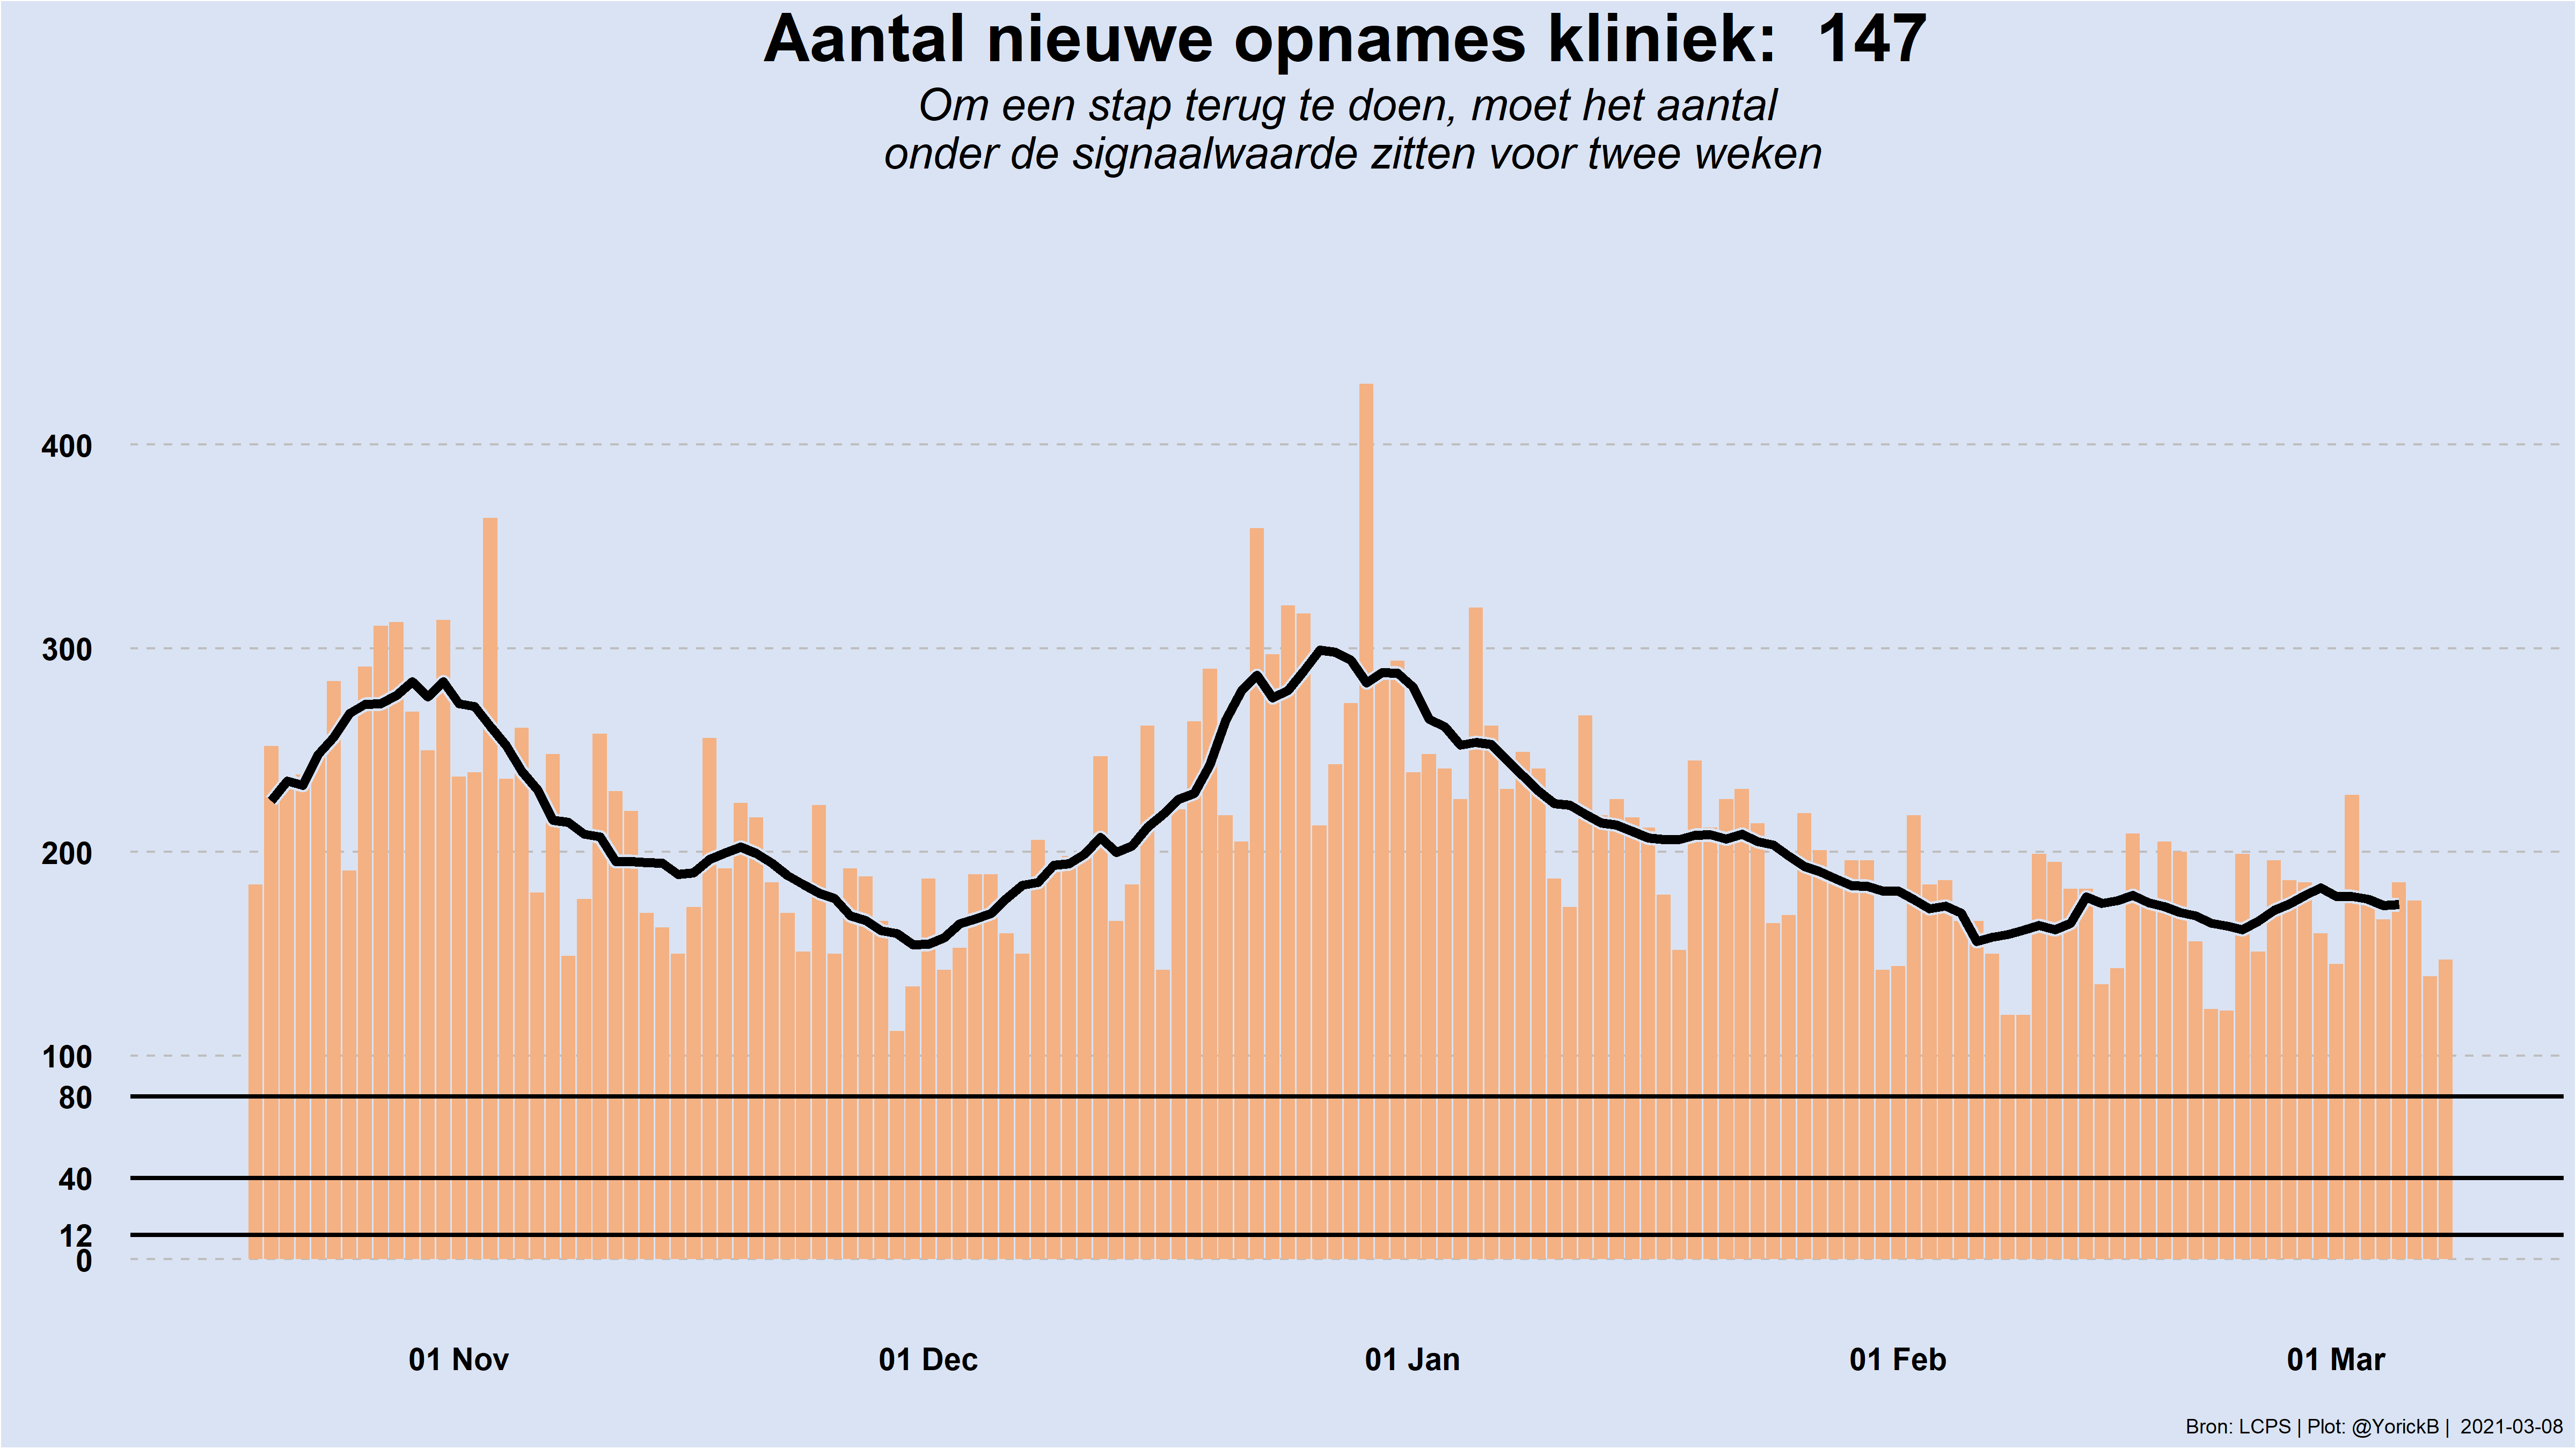 Aantal nieuwe opnames kliniek:  147
Om een stap terug te doen, moet het aantal
onder de signaalwaarde zitten voor twee weken
400
300
200
100
80
40
12
0
01 Nov
01 Dec
01 Jan
01 Feb
01 Mar
Bron: LCPS | Plot: @YorickB |  2021-03-08